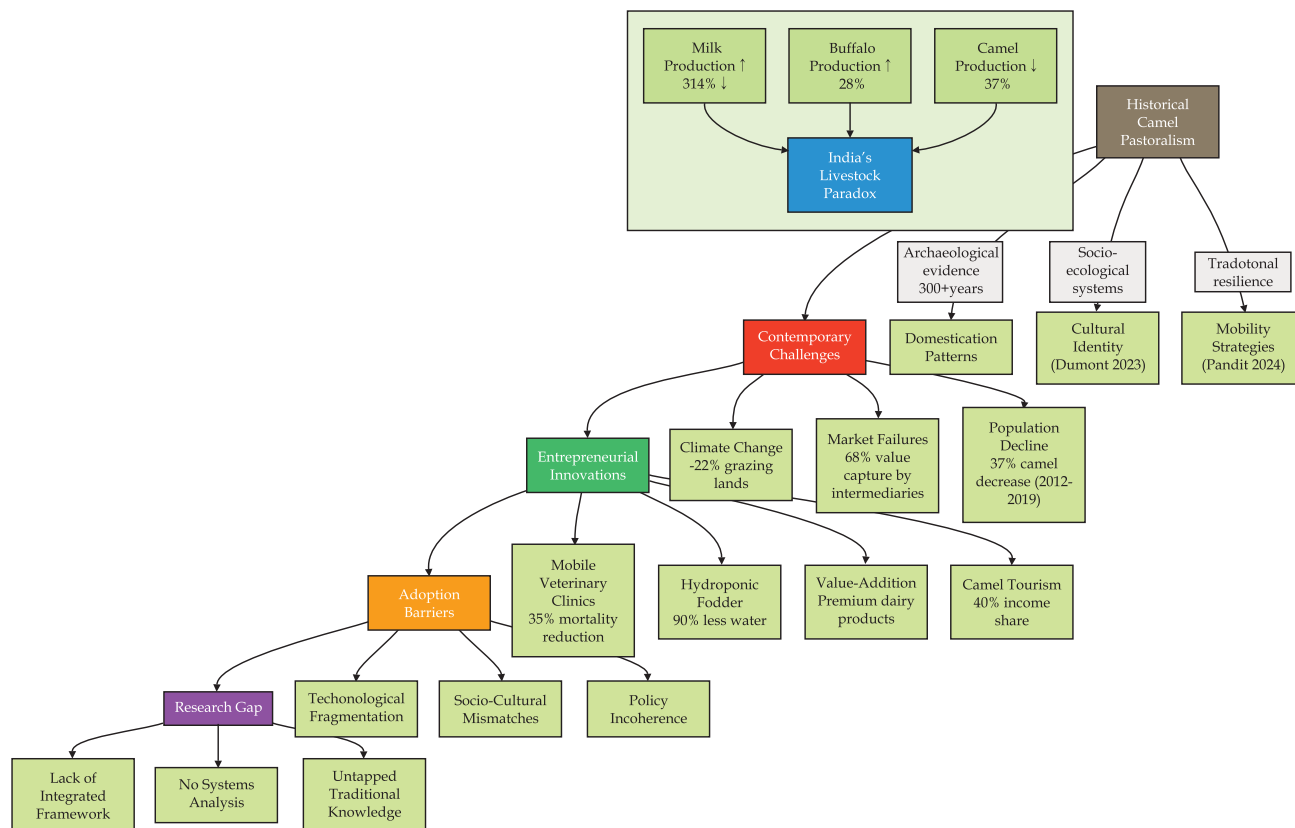 Milk
Production ↑
314% ↓
Buffalo
Production ↑
28%
Camel
Production ↓
37%
India's
Livestock
Paradox
Historical
Camel
Pastoralism
Archaeological
evidence
300+years
Socio-
ecological
systems
Tradotonal
resilience
Contemporary
Challenges
Domestication
Patterns
Cultural
Identity
(Dumont 2023)
Mobility
Strategies
(Pandit 2024)
Entrepreneurial
Innovations
Climate Change
-22% grazing
lands
Market Failures
68% value
capture by
intermediaries
Population
Decline
37% camel
decrease (2012-
2019)
Adoption
Barriers
Mobile
Veterinary
Clinics
35% mortality
reduction
Hydroponic
Fodder
90% less water
Value-Addition
Premium dairy
products
Camel Tourism
40% income
share
Research Gap
Techonological
Fragmentation
Socio-Cultural
Mismatches
Policy
Incoherence
Lack of
Integrated
Framework
No Systems
Analysis
Untapped
Traditional
Knowledge